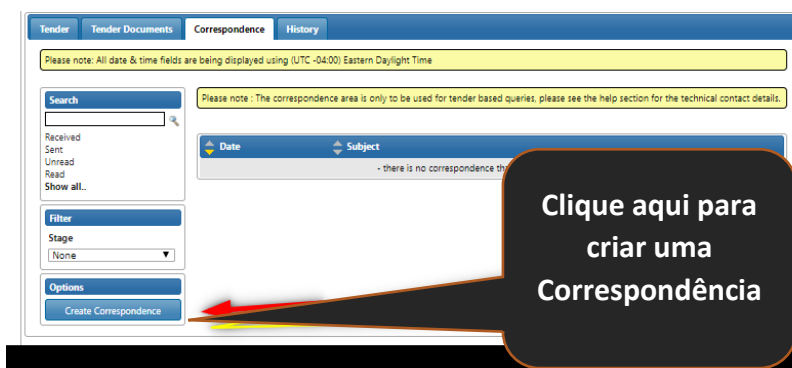 Tender Tender Documents Correspondence History
Please note: All date & time fields are being displayed using (UTC -04:00) Eastern Daylight Time
Search
Please note : The correspondence area is only to be used for tender based queries, please see the help section for the technical contact details.
Received
Sent
Unread
Read
Show all..
Date Subject
- there is no correspondence
Filter
Stage
None
Options
Create Correspondence
Clique aqui para
criar uma
Correspondência